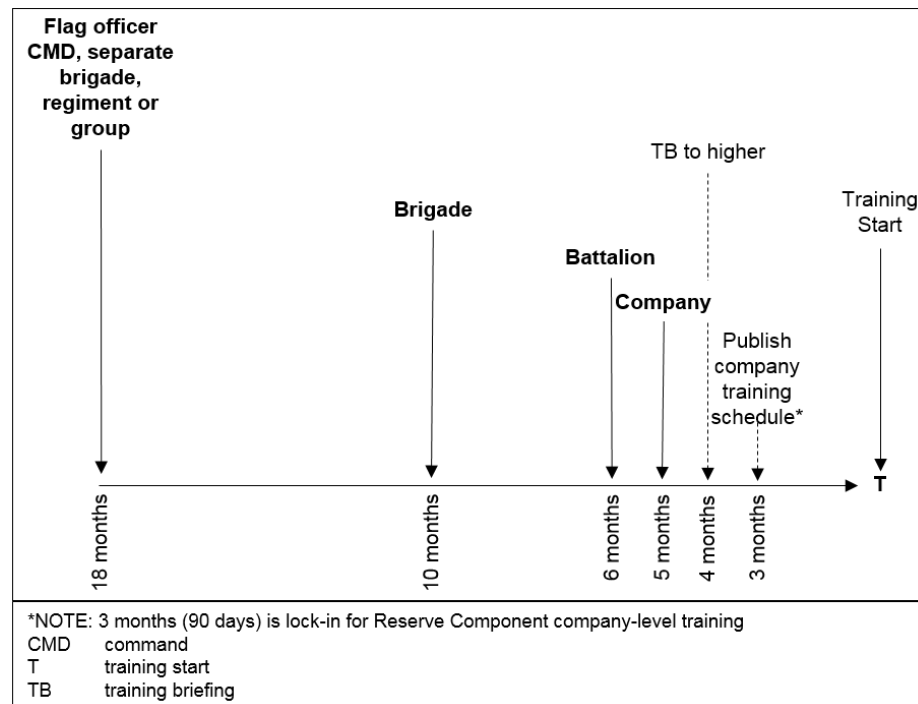 Flag officer
CMD, separate
brigade,
regiment or
group
TB to higher
Brigade
Training
Start
Battalion
Company
Publish
company
training
schedule*
T
18 months
10 months
6 months
5 months
4 months
3 months
*NOTE: 3 months (90 days) is lock-in for Reserve Component company-level training
CMD command
T training start
TB training briefing